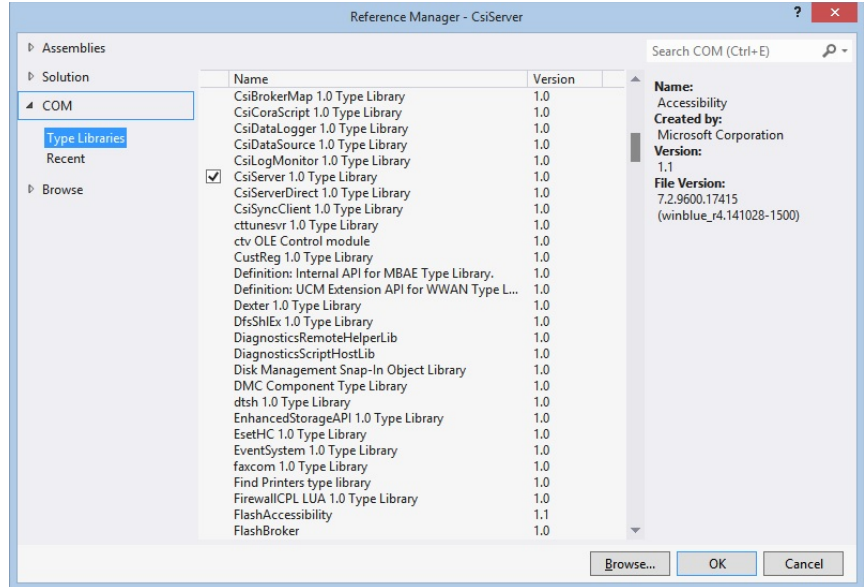 Reference Manager - CsiServer
? ×
Assemblies
Solution
COM
Type Libraries
Recent
Browse
Name Version
CsiBrokerMap 1.0 Type Library 1.0
CsiCoraScript 1.0 Type Library 1.0
CsiDataLogger 1.0 Type Library 1.0
CsiDataSource 1.0 Type Library 1.0
CsiLogMonitor 1.0 Type Library 1.0
CsiServer 1.0 Type Library 1.0
CsiServerDirect 1.0 Type Library 1.0
CsiSyncClient 1.0 Type Library 1.0
cttunesvr 1.0 Type Library 1.0
ctv OLE Control module 1.0
CustReg 1.0 Type Library 1.0
Definition: Internal API for MBAE Type Library. 1.0
Definition: UCM Extension API for WWAN Type L... 1.0
Dexter 1.0 Type Library 1.0
DfsShlEx 1.0 Type Library 1.0
DiagnosticsRemoteHelperLib 1.0
DiagnosticsScriptHostLib 1.0
Disk Management Snap-In Object Library 1.0
DMC Component Type Library 1.0
dtsh 1.0 Type Library 1.0
EnhancedStorageAPI 1.0 Type Library 1.0
EsetHC 1.0 Type Library 1.0
EventSystem 1.0 Type Library 1.0
faxcom 1.0 Type Library 1.0
Find Printers type library 1.0
FirewallCPL LUA 1.0 Type Library 1.0
FlashAccessibility 1.1
FlashBroker 1.0
Search COM (Ctrl+E)
Name:
Accessibility
Created by:
Microsoft Corporation
Version:
1.1
File Version:
7.2.9600.17415
(winblue_r4.141028-1500)
Browse... OK Cancel